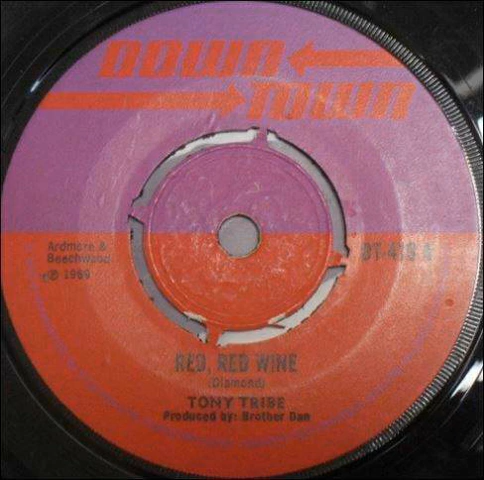 DOWN
TOWN
Ardmore &
Beechwood
℗ 1969
DT-419 A
RED, RED WINE
(Diamond)
TONY TRIBE
Produced by: Brother Dan